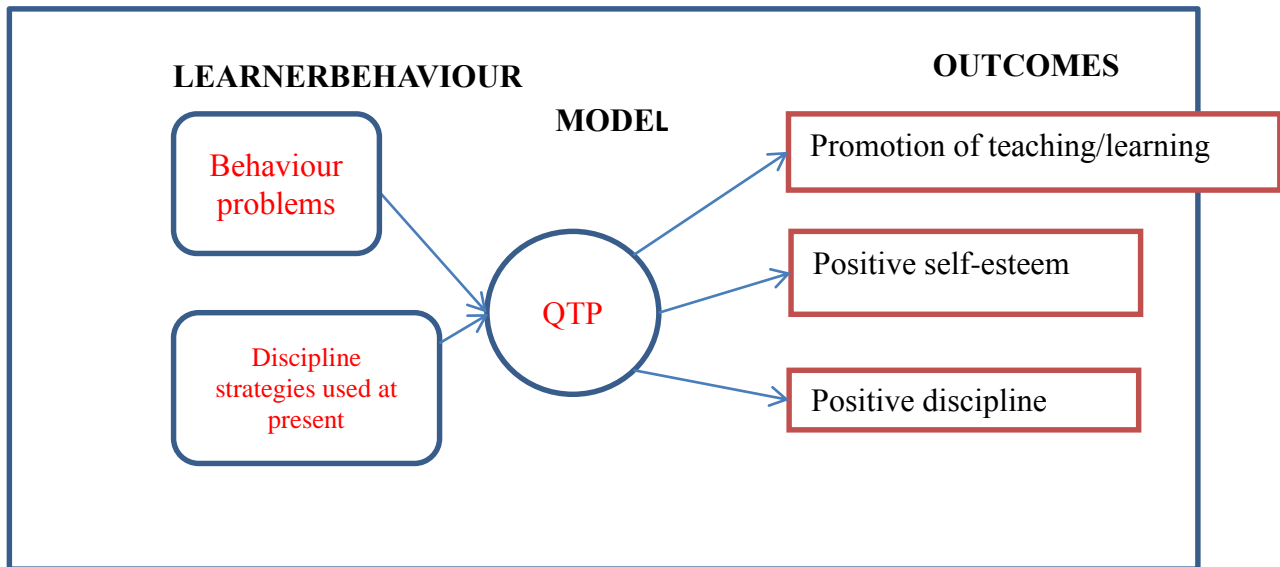 LEARNERBEHAVIOUR
Behaviour
problems
Discipline
strategies used at
present
MODEL
QTP
OUTCOMES
Promotion of teaching/learning
Positive self-esteem
Positive discipline